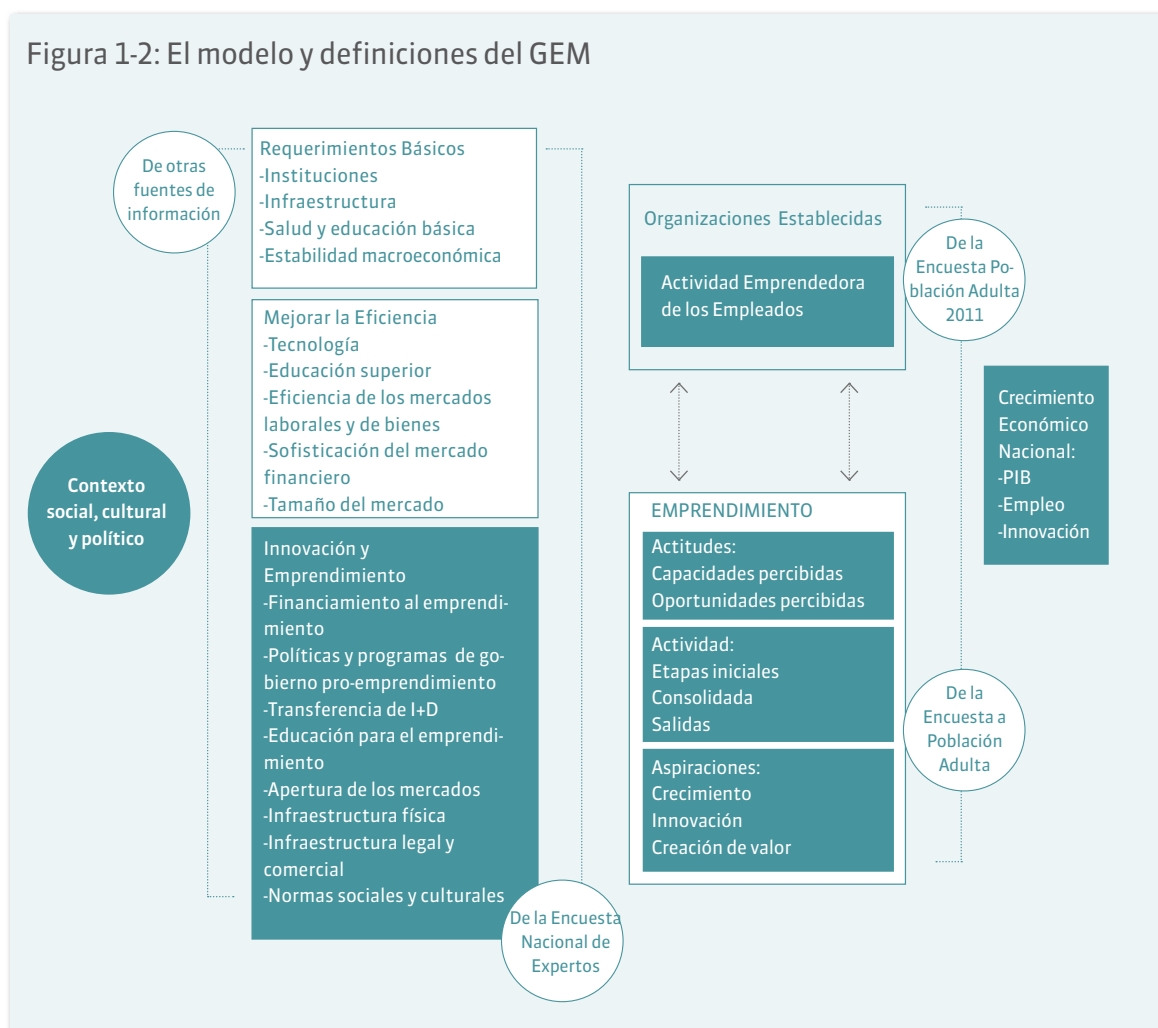 Figura 1-2: El modelo y definiciones del GEM
De otras
fuentes de
información
Requerimientos Básicos
-Instituciones
-Infraestructura
-Salud y educación básica
-Estabilidad macroeconómica
Mejorar la Eficiencia
-Tecnología
-Educación superior
-Eficiencia de los mercados
laborales y de bienes
-Sofisticación del mercado
financiero
-Tamaño del mercado
Contexto
social, cultural
y político
Innovación y
Emprendimiento
-Financiamiento al emprendi-
miento
-Políticas y programas de go-
bierno pro-emprendimiento
-Transferencia de I+D
-Educación para el emprendi-
miento
-Apertura de los mercados
-Infraestructura física
-Infraestructura legal y
comercial
-Normas sociales y culturales
De la Encuesta
Nacional de
Expertos
Organizaciones Establecidas
Actividad Emprendedora
de los Empleados
De la
Encuesta Po-
blación Adulta
2011
EMPRENDIMIENTO
Actitudes:
Capacidades percibidas
Oportunidades percibidas
Actividad:
Etapas iniciales
Consolidada
Salidas
Aspiraciones:
Crecimiento
Innovación
Creación de valor
De la
Encuesta a
Población
Adulta
Crecimiento
Económico
Nacional:
-PIB
-Empleo
-Innovación